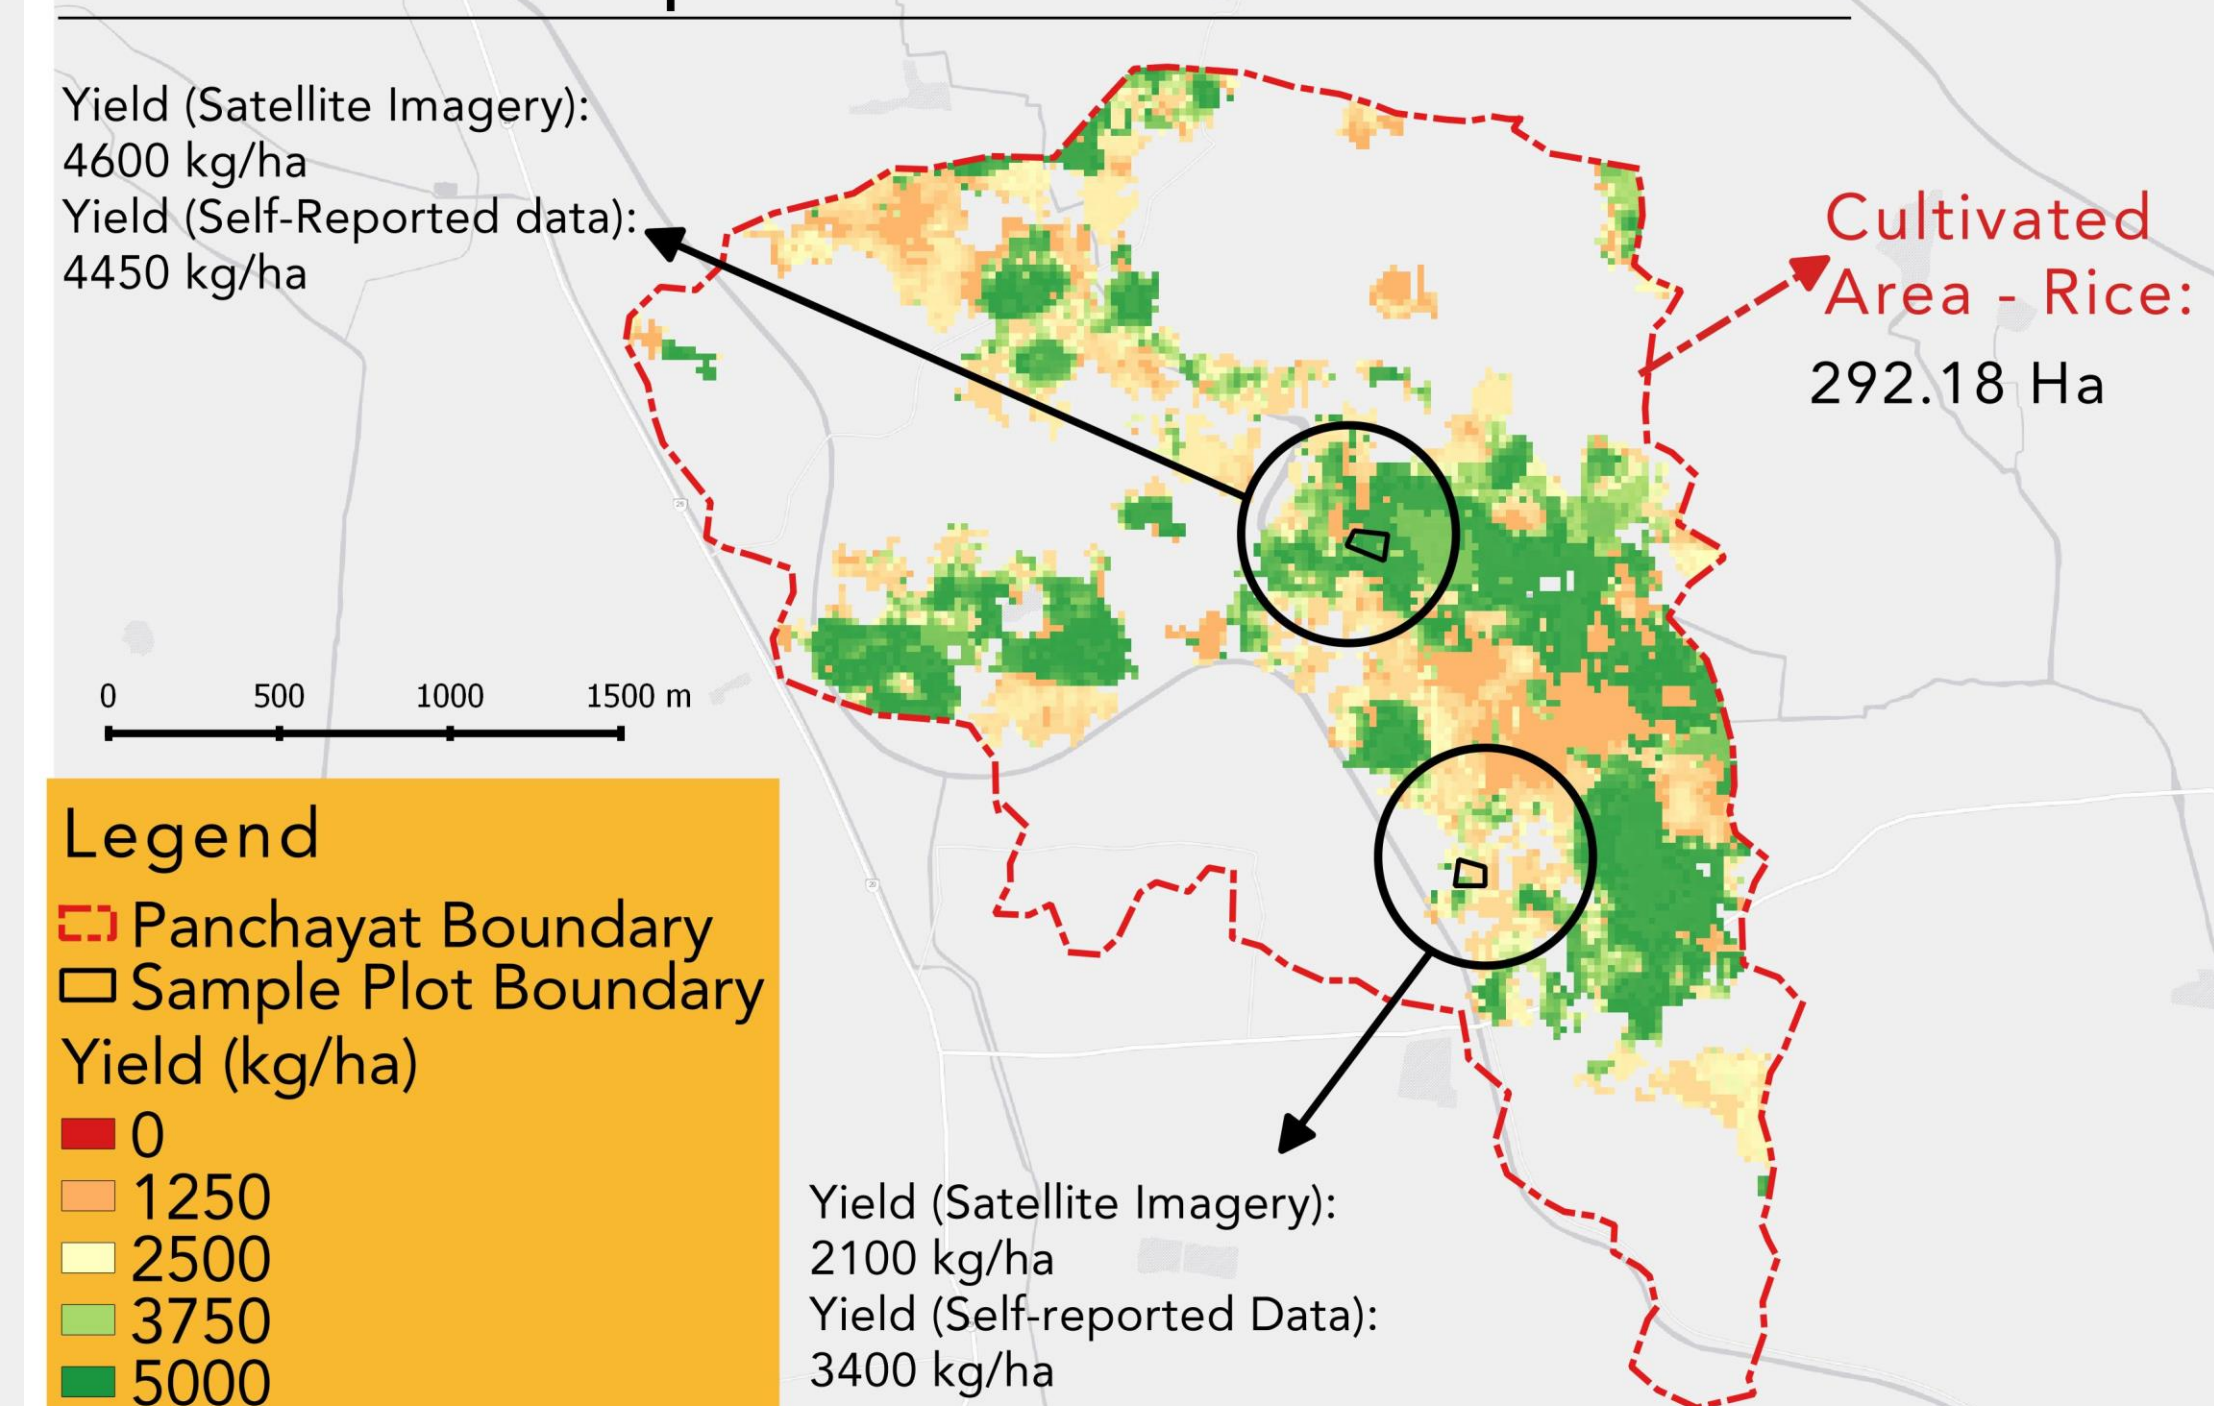 Yield (Satellite Imagery):
4600 kg/ha
Yield (Self-Reported data):
4450 kg/ha
Cultivated
Area - Rice:
292.18 Ha
0 500 1000 1500 m
Legend
Panchayat Boundary
Sample Plot Boundary
Yield (kg/ha)
0
1250
2500
3750
5000
Yield (Satellite Imagery):
2100 kg/ha
Yield (Self-reported Data):
3400 kg/ha